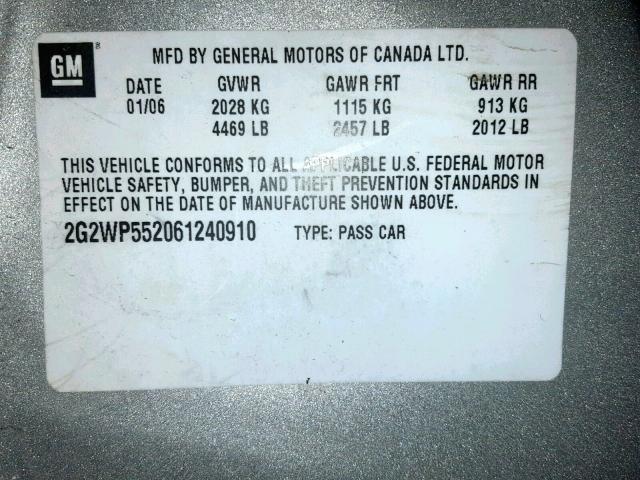 GM ®
MFD BY GENERAL MOTORS OF CANADA LTD.
DATE GVWR GAWR FRT GAWR RR
01/06 2028 KG 1115 KG 913 KG
4469 LB 2457 LB 2012 LB
THIS VEHICLE CONFORMS TO ALL APPLICABLE U.S. FEDERAL MOTOR
VEHICLE SAFETY, BUMPER, AND THEFT PREVENTION STANDARDS IN
EFFECT ON THE DATE OF MANUFACTURE SHOWN ABOVE.
2G2WP552061240910 TYPE: PASS CAR